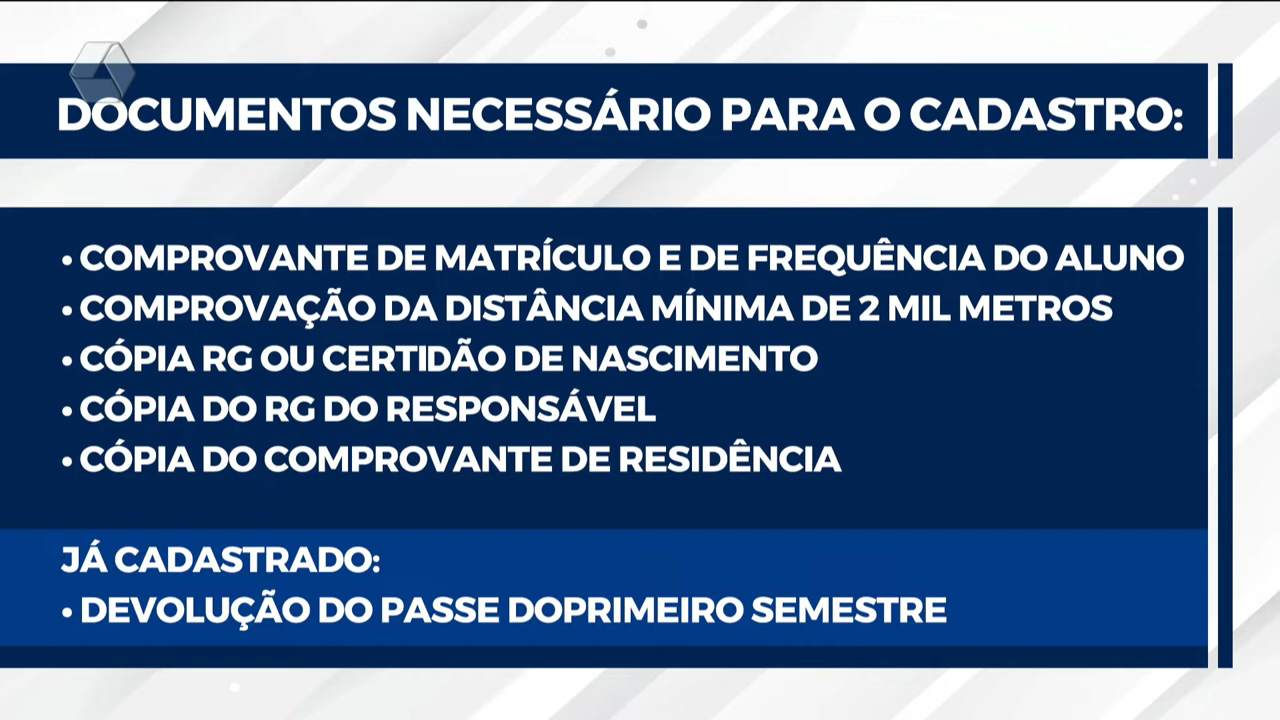 DOCUMENTOS NECESSÁRIO PARA O CADASTRO:
• COMPROVANTE DE MATRÍCULO E DE FREQUÊNCIA DO ALUNO
• COMPROVAÇÃO DA DISTÂNCIA MÍNIMA DE 2 MIL METROS
• CÓPIA RG OU CERTIDÃO DE NASCIMENTO
• CÓPIA DO RG DO RESPONSÁVEL
• CÓPIA DO COMPROVANTE DE RESIDÊNCIA
JÁ CADASTRADO:
• DEVOLUÇÃO DO PASSE DOPRIMEIRO SEMESTRE